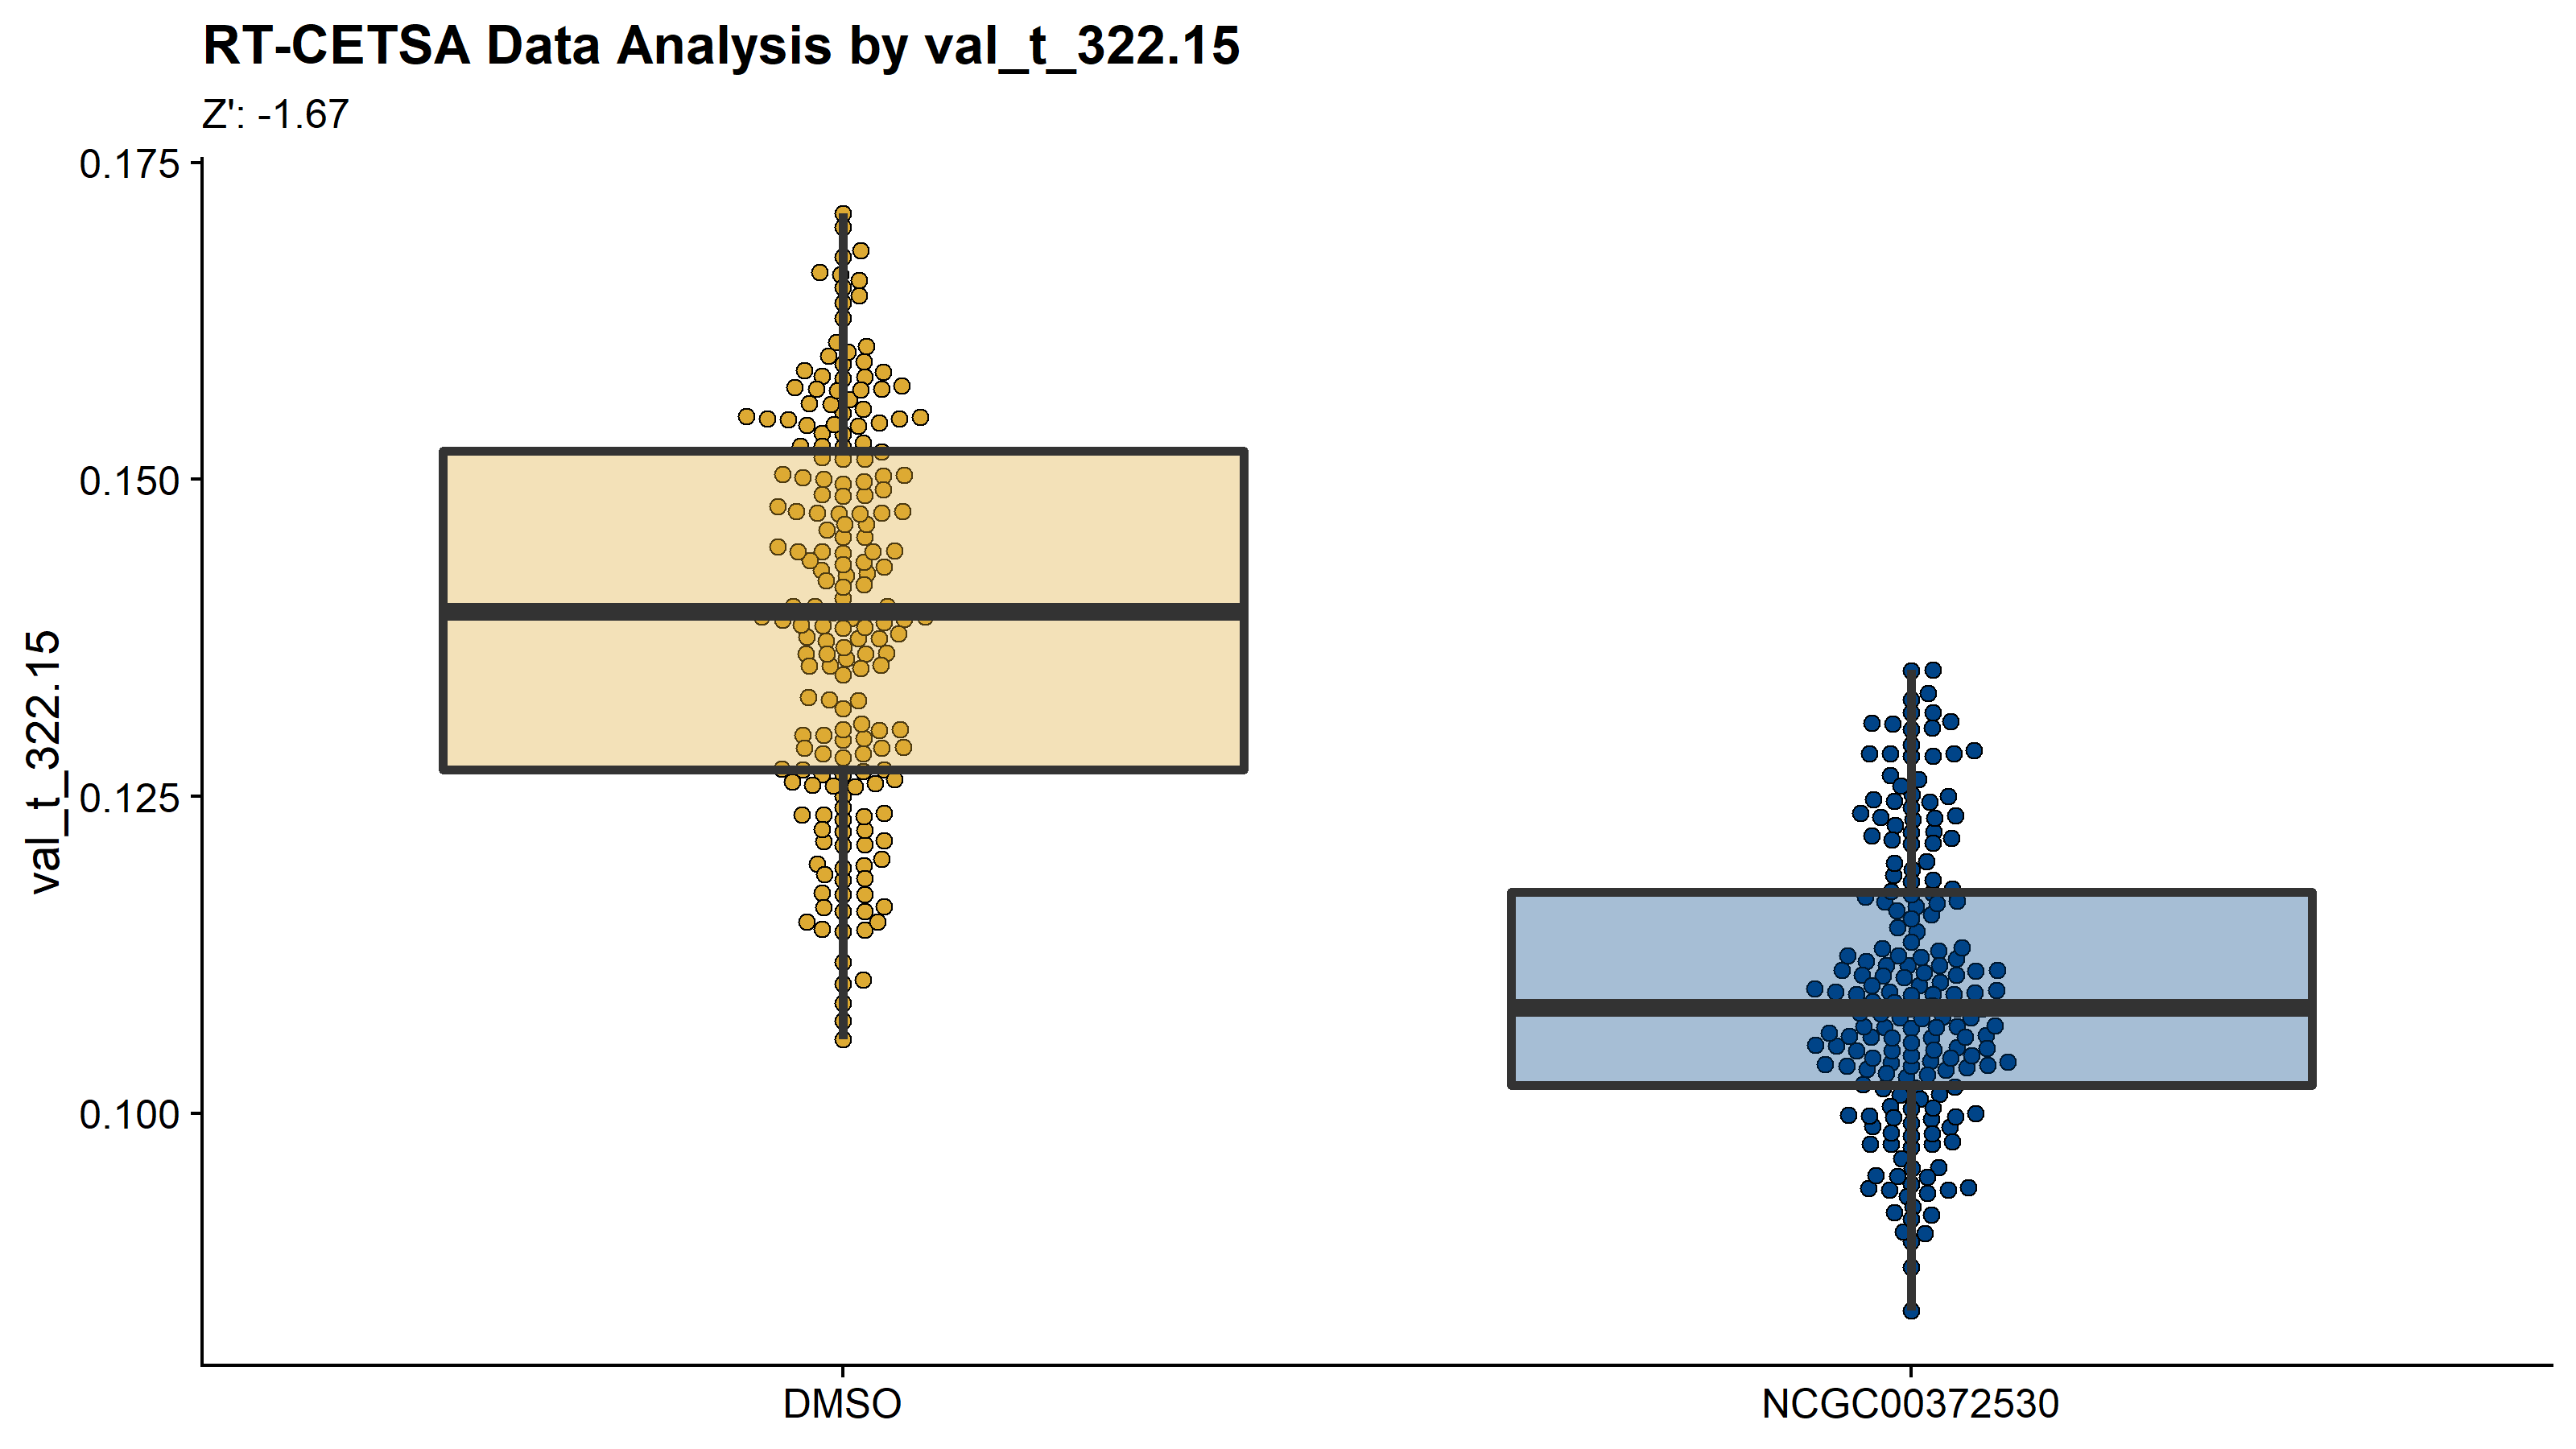 RT-CETSA Data Analysis by val_t_322.15
Z': -1.67
0.175
0.150
0.125
0.100
val_t_322.15
DMSO
NCGC00372530